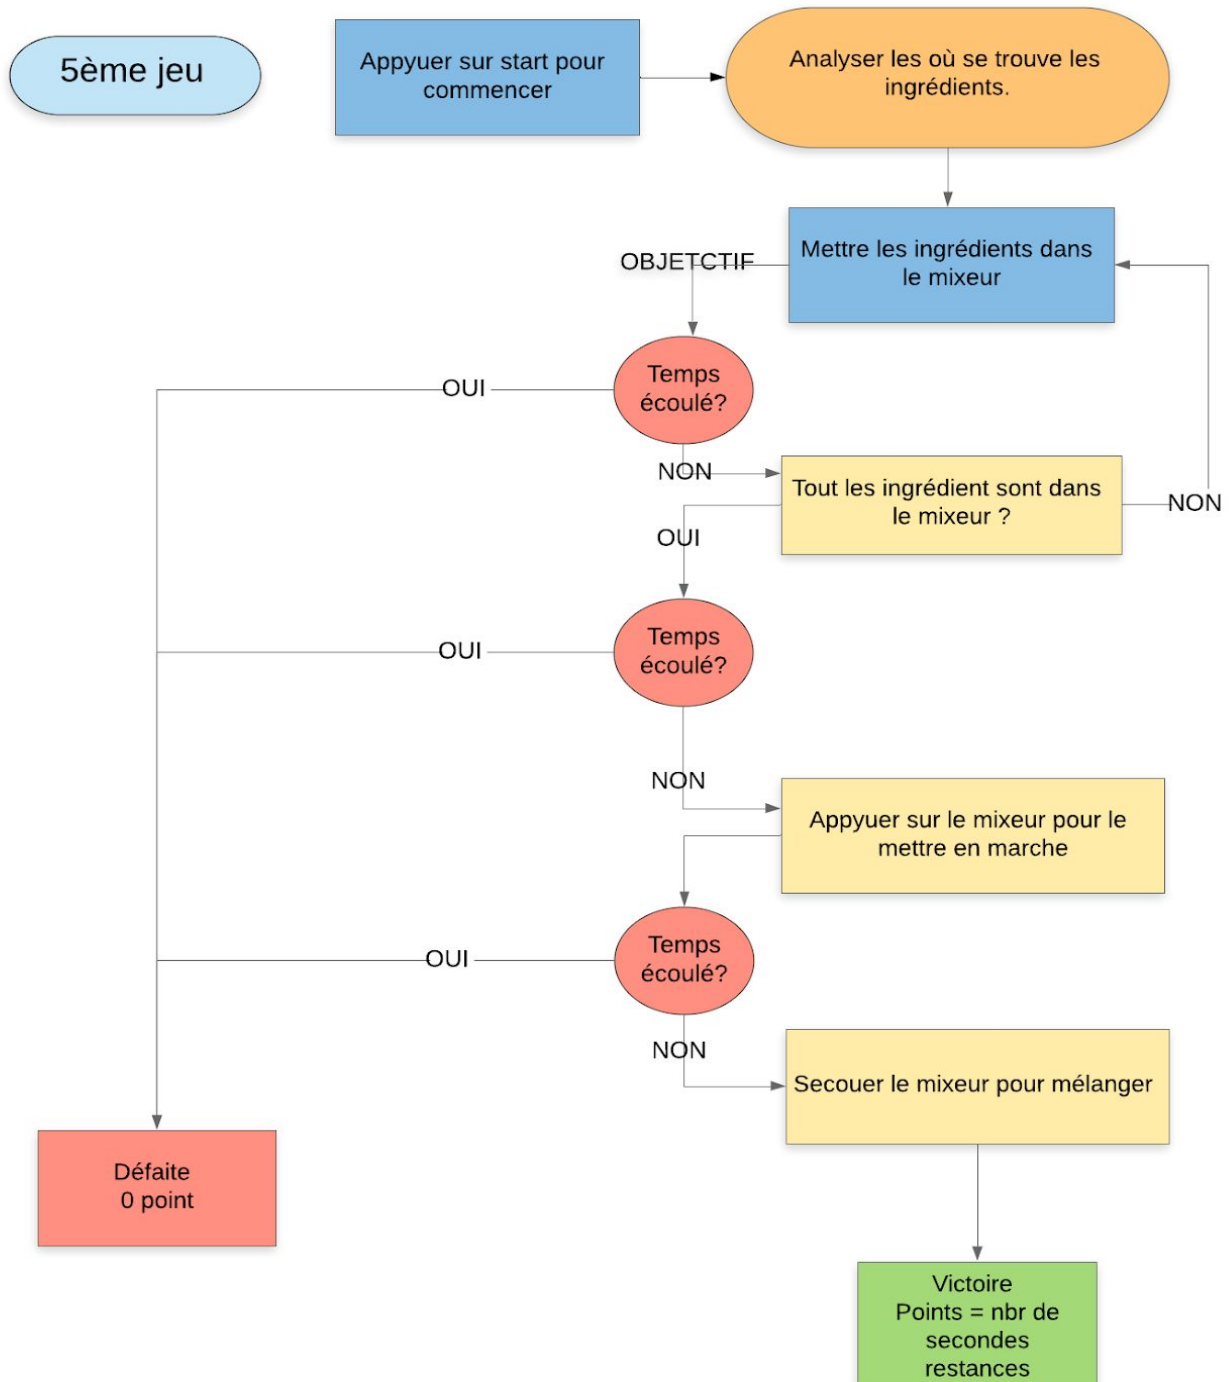 5ème jeu
Appyuer sur start pour
commencer
Analyser les où se trouve les
ingrédients.
Mettre les ingrédients dans
le mixeur
OBJETCTIF
Temps
écoulé?
OUI
NON
Tout les ingrédient sont dans
le mixeur ?
NON
OUI
Temps
écoulé?
OUI
NON
Appyuer sur le mixeur pour le
mettre en marche
Temps
écoulé?
OUI
NON
Secouer le mixeur pour mélanger
Défaite
0 point
Victoire
Points = nbr de
secondes
restances